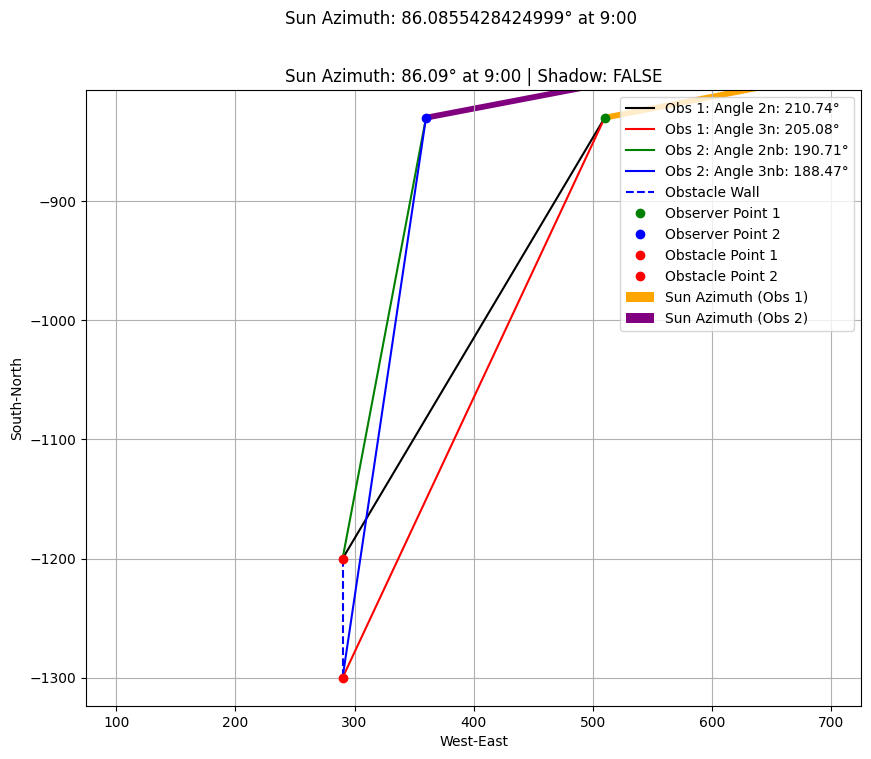 Sun Azimuth: 86.0855428424999° at 9:00
Sun Azimuth: 86.09° at 9:00 | Shadow: FALSE
Obs 1: Angle 2n: 210.74°
Obs 1: Angle 3n: 205.08°
Obs 2: Angle 2nb: 190.71°
Obs 2: Angle 3nb: 188.47°
Obstacle Wall
Observer Point 1
Observer Point 2
Obstacle Point 1
Obstacle Point 2
Sun Azimuth (Obs 1)
Sun Azimuth (Obs 2)
South-North
−900
−1000
−1100
−1200
−1300
100 200 300 400 500 600 700
West-East